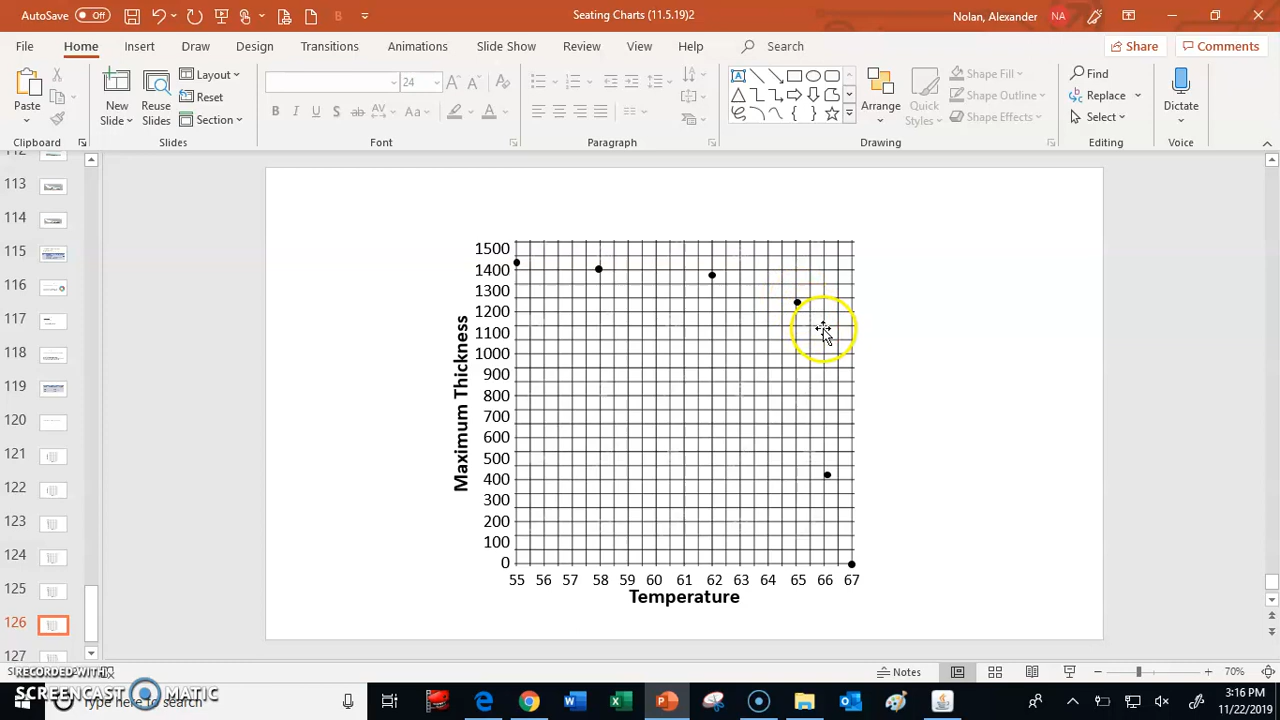 AutoSave Off Seating Charts (11.5.19)2 Nolan, Alexander NA
File Home Insert Draw Design Transitions Animations Slide Show Review View Help Search Share Comments
Paste New Slide Reuse Slides Layout Reset Section 24 Arrange Quick Styles Shape Fill Shape Outline Shape Effects Find Replace Select Dictate
Clipboard Slides Font Paragraph Drawing Editing Voice
112
113
114
115
116
117
118
119
120
121
122
123
124
125
126
127
Maximum Thickness
1500
1400
1300
1200
1100
1000
900
800
700
600
500
400
300
200
100
0
55 56 57 58 59 60 61 62 63 64 65 66 67
Temperature
Notes 70%
RECORDED WITH
SCREENCAST MATIC
Type here to search
3:16 PM
11/22/2019